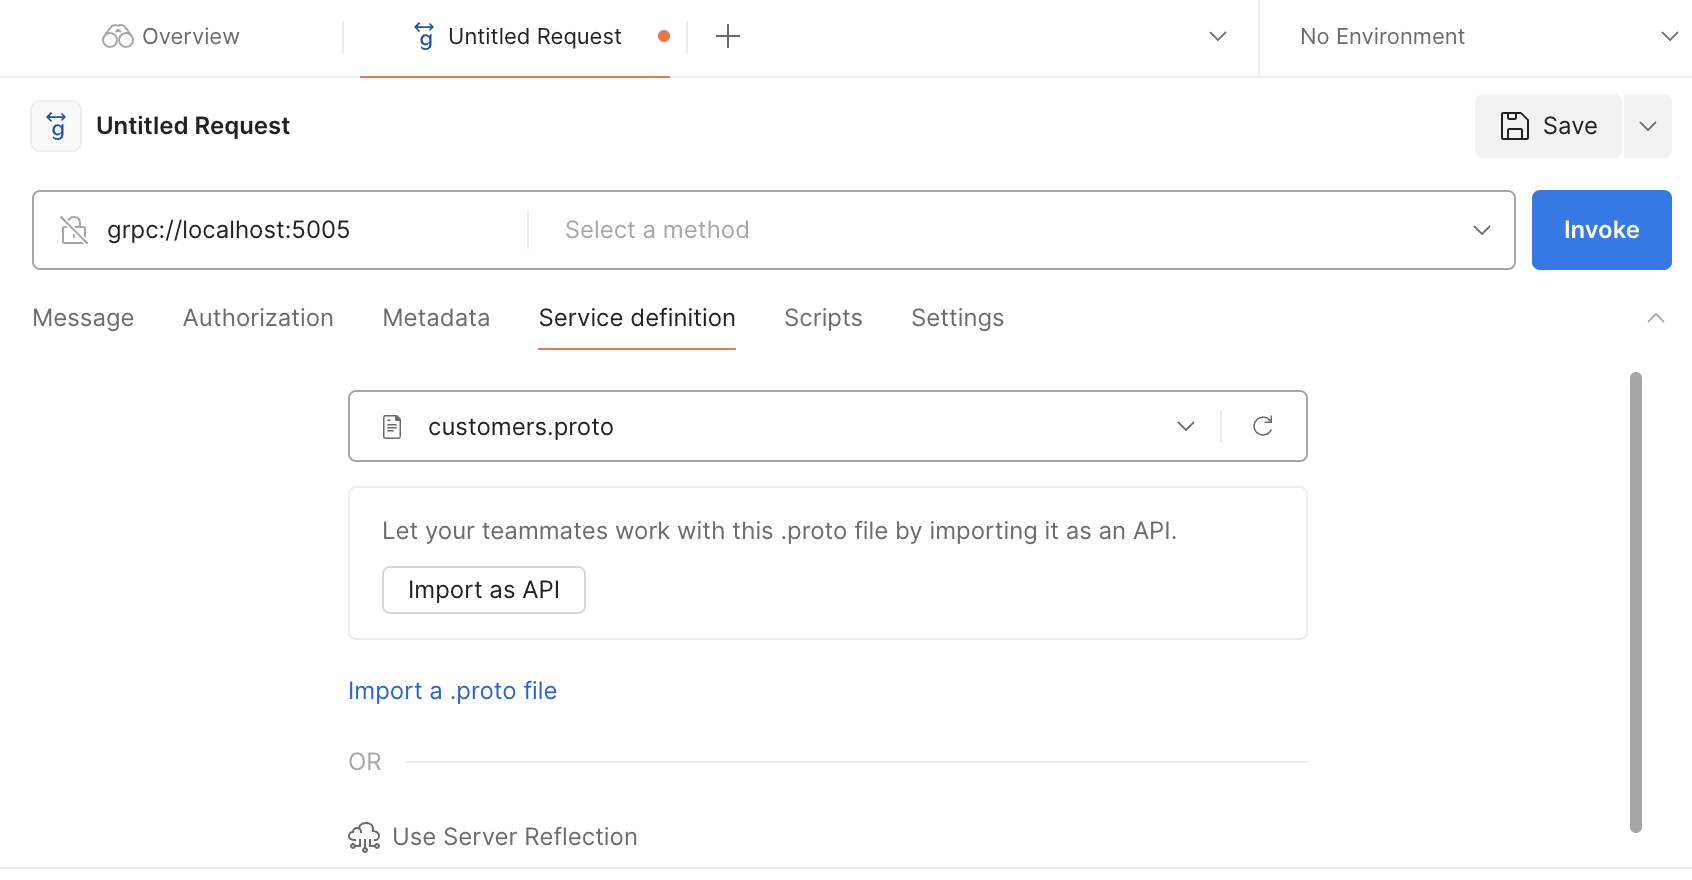 Overview
Untitled Request
No Environment
Untitled Request
Save
grpc://localhost:5005
Select a method
Invoke
Message
Authorization
Metadata
Service definition
Scripts
Settings
customers.proto
Let your teammates work with this .proto file by importing it as an API.
Import as API
Import a .proto file
OR
Use Server Reflection